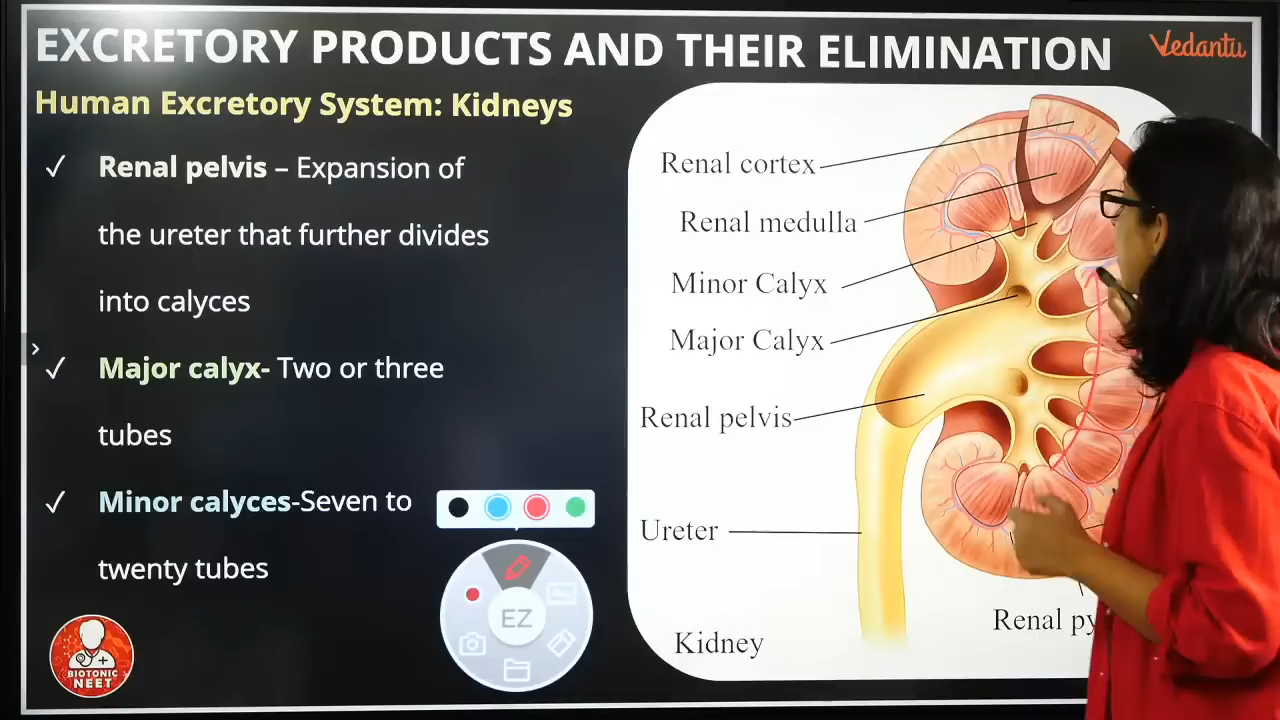 EXCRETORY PRODUCTS AND THEIR ELIMINATION
Vedantu
Human Excretory System: Kidneys
✓ Renal pelvis – Expansion of
the ureter that further divides
into calyces
✓ Major calyx- Two or three
tubes
✓ Minor calyces-Seven to
twenty tubes
Renal cortex
Renal medulla
Minor Calyx
Major Calyx
Renal pelvis
Ureter
Renal py
Kidney
EZ
BIOTONIC
NEET